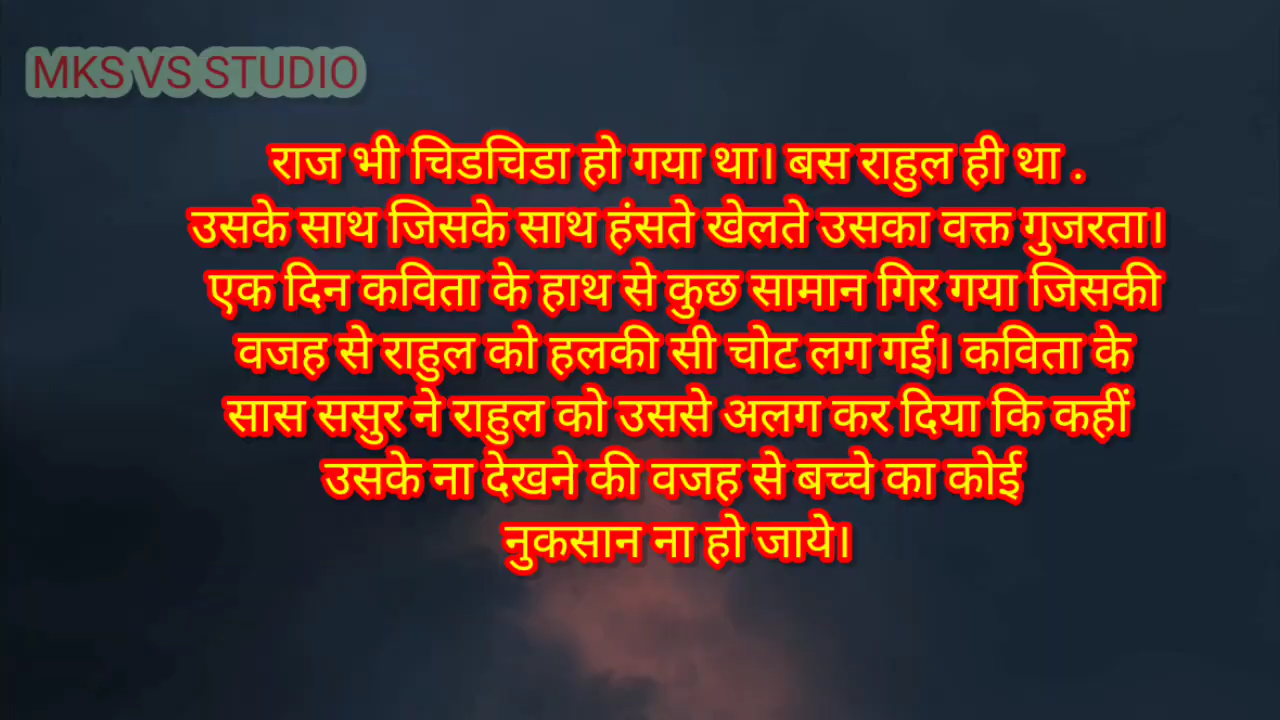 MKS VS STUDIO
राज भी चिडचिडा हो गया था। बस राहुल ही था .
उसके साथ जिसके साथ हंसते खेलते उसका वक्त गुजरता।
एक दिन कविता के हाथ से कुछ सामान गिर गया जिसकी
वजह से राहुल को हलकी सी चोट लग गई। कविता के
सास ससुर ने राहुल को उससे अलग कर दिया कि कहीं
उसके ना देखने की वजह से बच्चे का कोई
नुकसान ना हो जाये।